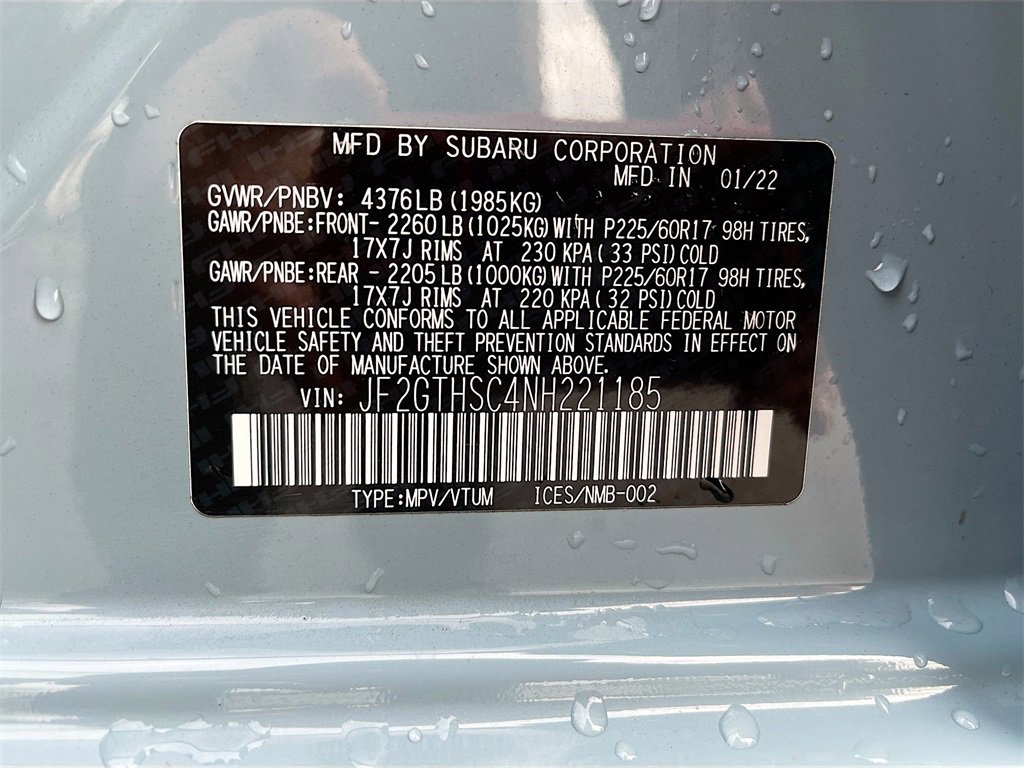 MFD BY SUBARU CORPORATION
MFD IN 01/22
GVWR/PNBV: 4376LB (1985KG)
GAWR/PNBE:FRONT- 2260LB (1025KG)WITH P225/60R17 98H TIRES,
17X7J RIMS AT 230 KPA ( 33 PSI) COLD
GAWR/PNBE:REAR - 2205LB (1000KG)WITH P225/60R17 98H TIRES,
17X7J RIMS AT 220 KPA ( 32 PSI) COLD
THIS VEHICLE CONFORMS TO ALL APPLICABLE FEDERAL MOTOR
VEHICLE SAFETY AND THEFT PREVENTION STANDARDS IN EFFECT ON
THE DATE OF MANUFACTURE SHOWN ABOVE.
VIN: JF2GTHSC4NH221185
TYPE:MPV/VTUM ICES/NMB-002